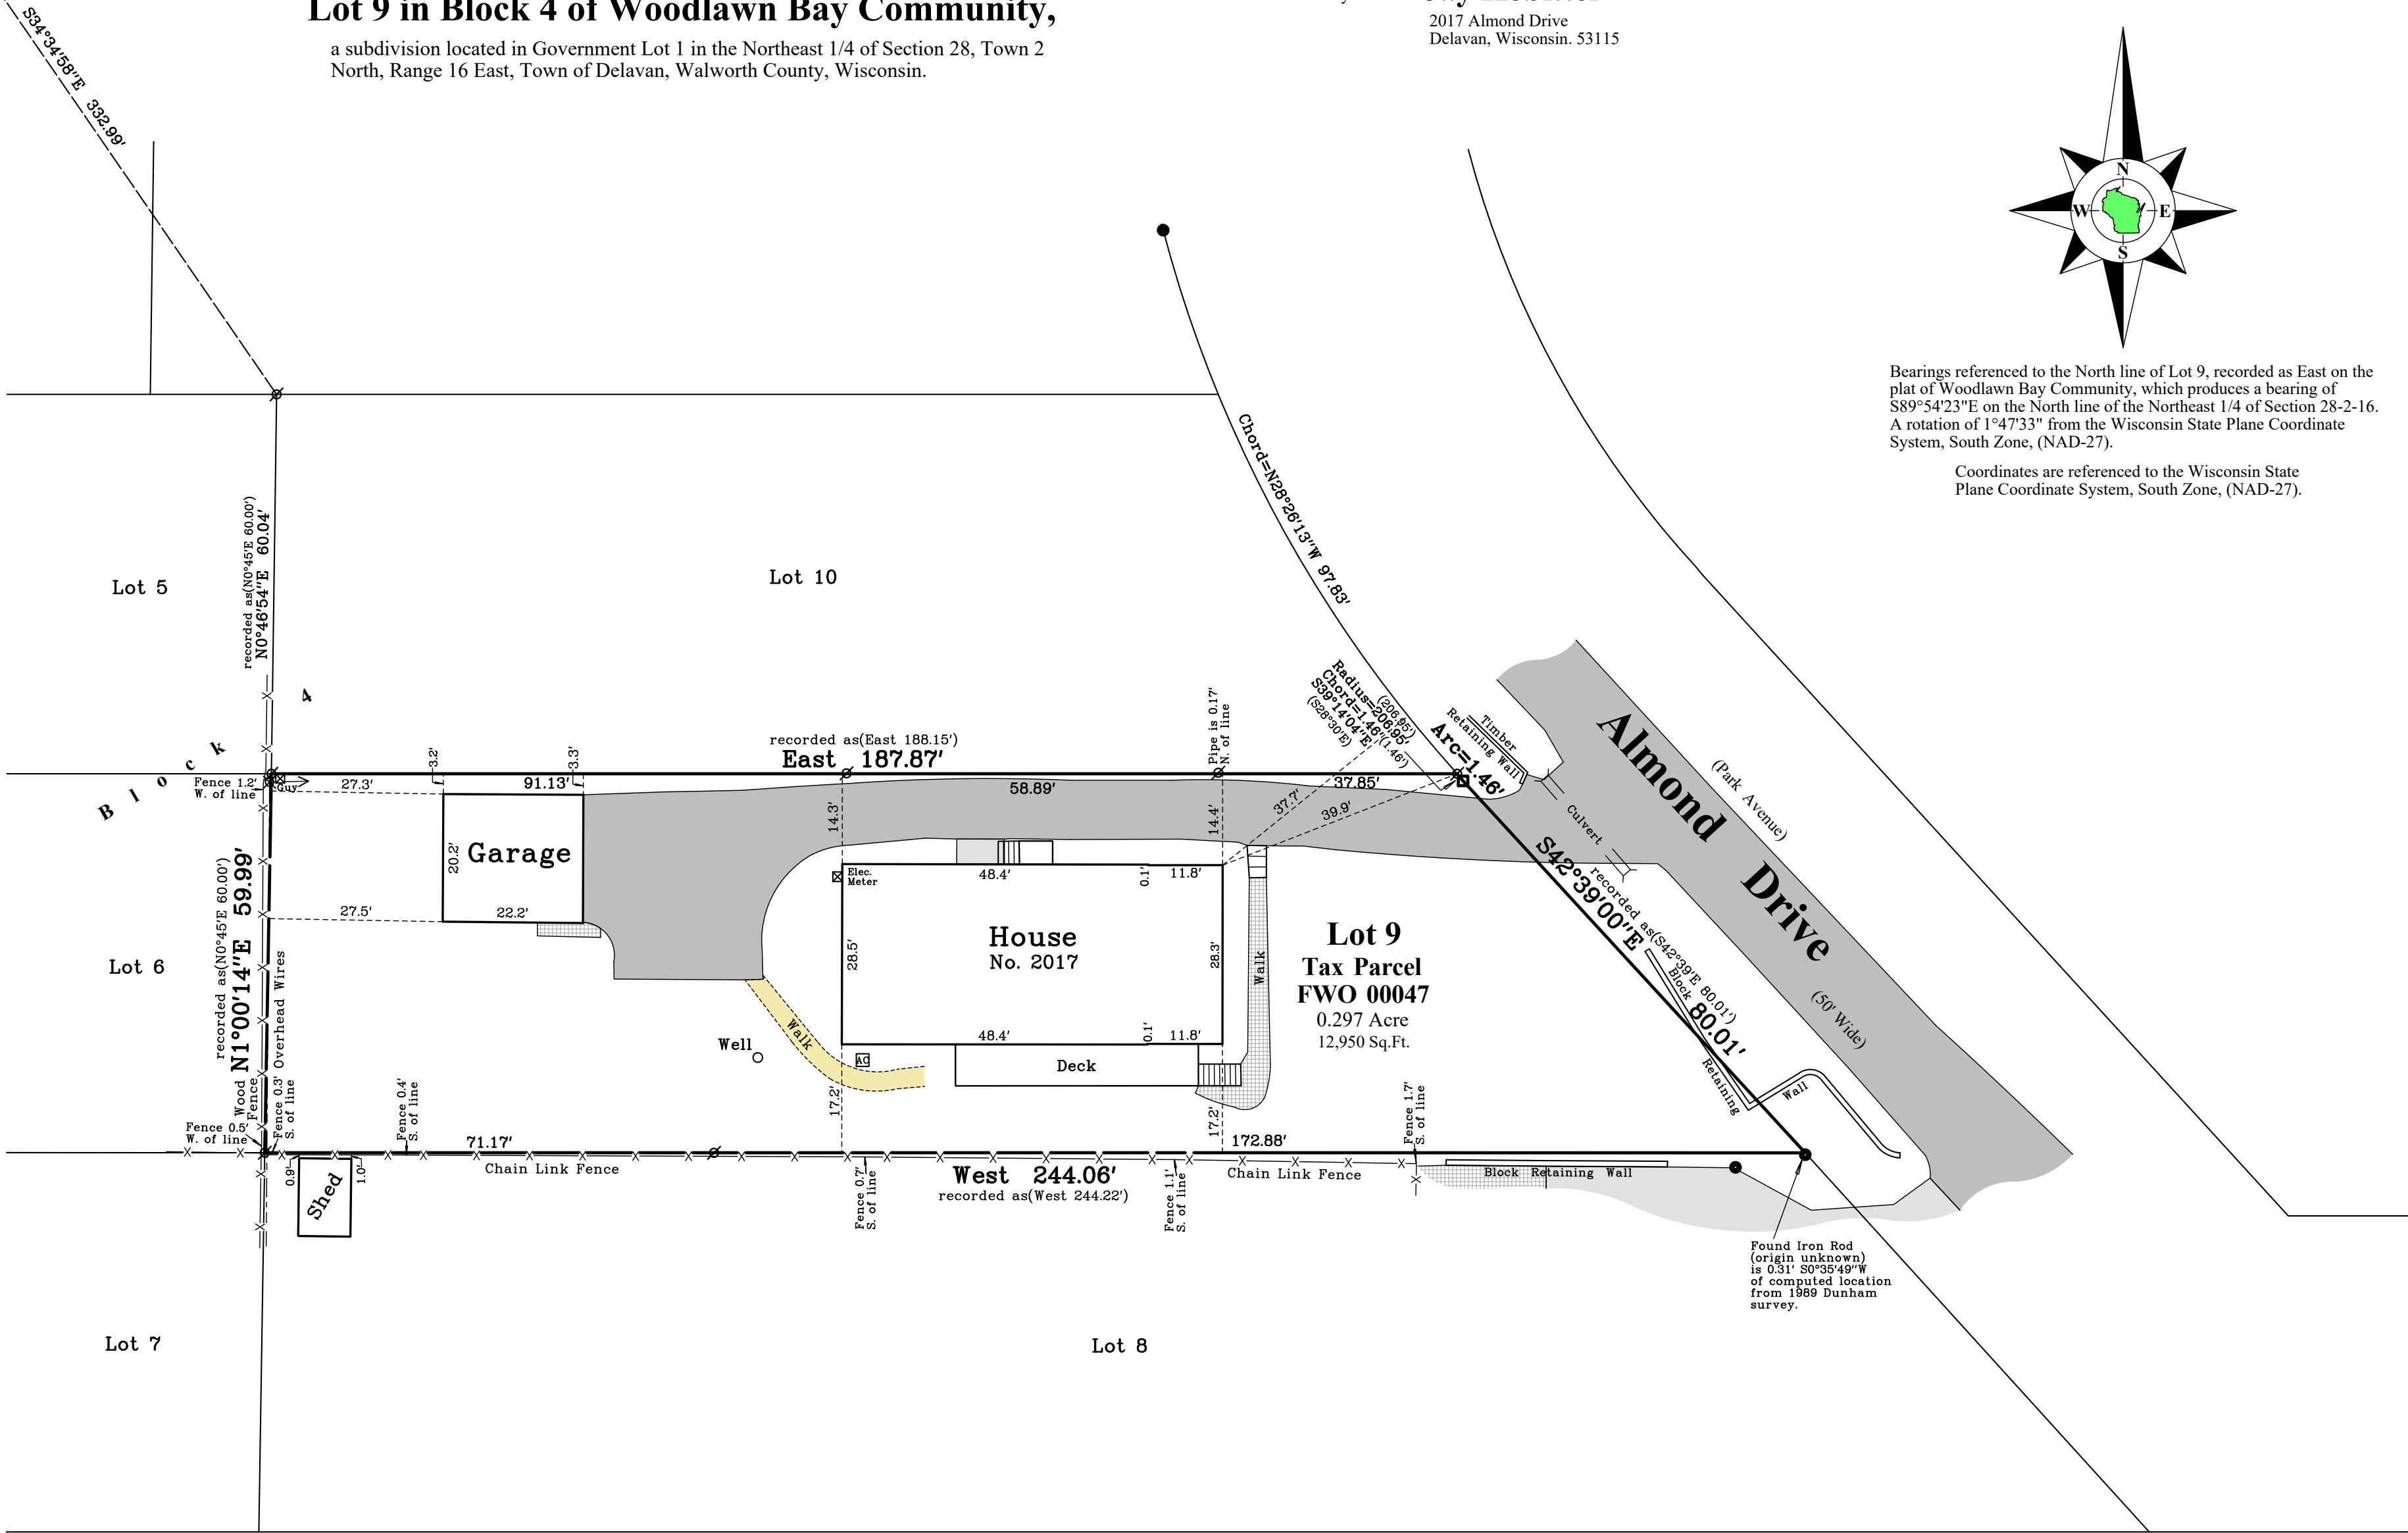 Lot 9 in Block 4 of Woodlawn Bay Community,
a subdivision located in Government Lot 1 in the Northeast 1/4 of Section 28, Town 2
North, Range 16 East, Town of Delavan, Walworth County, Wisconsin.
2017 Almond Drive
Delavan, Wisconsin. 53115
S34°34'58"E 332.99'
N
W
E
S
Bearings referenced to the North line of Lot 9, recorded as East on the
plat of Woodlawn Bay Community, which produces a bearing of
S89°54'23"E on the North line of the Northeast 1/4 of Section 28-2-16.
A rotation of 1°47'33" from the Wisconsin State Plane Coordinate
System, South Zone, (NAD-27).
Coordinates are referenced to the Wisconsin State
Plane Coordinate System, South Zone, (NAD-27).
Chord=N28°26'13"W 97.83'
recorded as(N0°45'E 60.00')
N0°46'54"E 60.04'
Lot 5
Lot 10
Block 4
Radius=206.95'
(206.95')
Chord=1.46'
(1.46')
S39°14'04"E
(S28°30'E)
Arc=1.46'
Timber
Retaining Wall
Pipe is 0.17'
N. of line
recorded as(East 188.15')
East 187.87'
Fence 1.2'
W. of line
Guy
27.3'
3.2'
91.13'
3.3'
58.89'
37.85'
14.3'
14.4'
37.7'
39.9'
Culvert
Almond Drive
(Park Avenue)
(50' Wide)
Garage
20.2'
22.2'
27.5'
Elec.
Meter
48.4'
0.1'
11.8'
House
No. 2017
28.5'
28.3'
48.4'
0.1'
11.8'
Walk
Lot 9
Tax Parcel
FWO 00047
0.297 Acre
12,950 Sq.Ft.
S42°39'00"E 80.01'
recorded as(S42°39'E 80.01')
Block
Retaining
Wall
Lot 6
recorded as(N0°45'E 60.00')
N1°00'14"E 59.99'
Overhead Wires
Wood
Fence
Well
Walk
AC
Deck
17.2'
17.2'
Fence 0.3'
S. of line
Fence 0.4'
S. of line
Fence 0.5'
W. of line
Fence 1.7'
S. of line
71.17'
172.88'
Chain Link Fence
West 244.06'
recorded as(West 244.22')
Chain Link Fence
Block Retaining Wall
0.9'
1.0'
Shed
Fence 0.7'
S. of line
Fence 1.1'
S. of line
Found Iron Rod
(origin unknown)
is 0.31' S0°35'49"W
of computed location
from 1989 Dunham
survey.
Lot 7
Lot 8